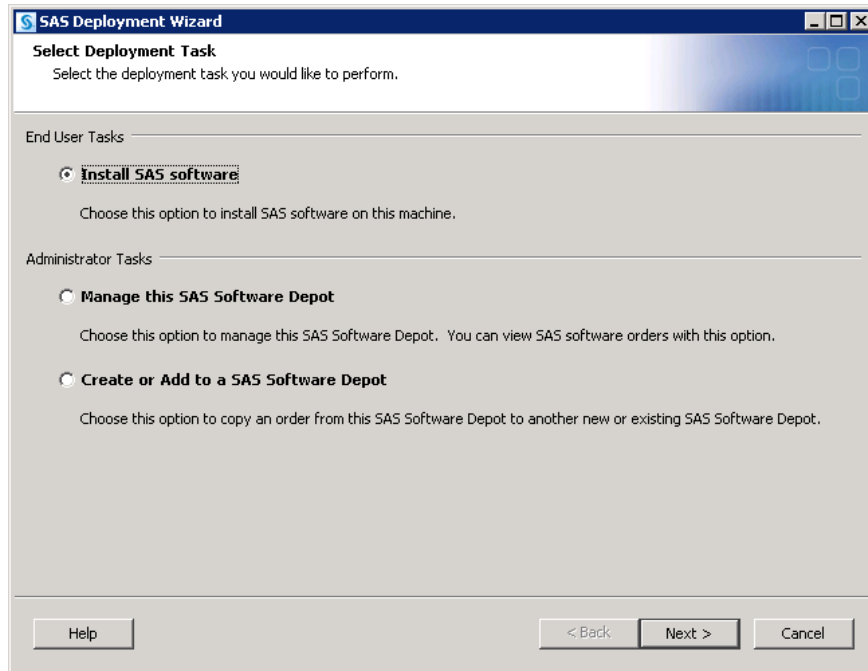 SAS Deployment Wizard
Select Deployment Task
Select the deployment task you would like to perform.
End User Tasks
Install SAS software
Choose this option to install SAS software on this machine.
Administrator Tasks
Manage this SAS Software Depot
Choose this option to manage this SAS Software Depot. You can view SAS software orders with this option.
Create or Add to a SAS Software Depot
Choose this option to copy an order from this SAS Software Depot to another new or existing SAS Software Depot.
Help < Back Next > Cancel